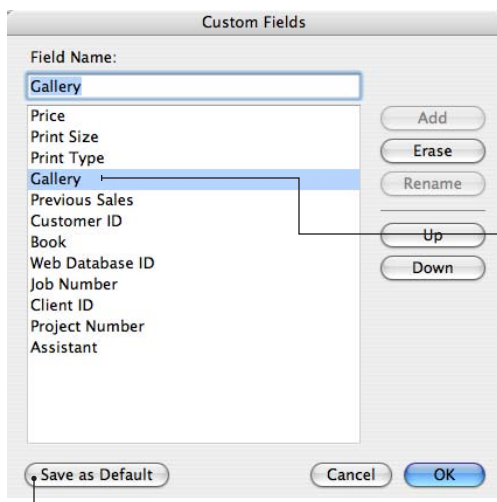 Custom Fields
Field Name:
Gallery
Price
Print Size
Print Type
Gallery
Previous Sales
Customer ID
Book
Web Database ID
Job Number
Client ID
Project Number
Assistant
Add
Erase
Rename
Up
Down
Save as Default
Cancel
OK